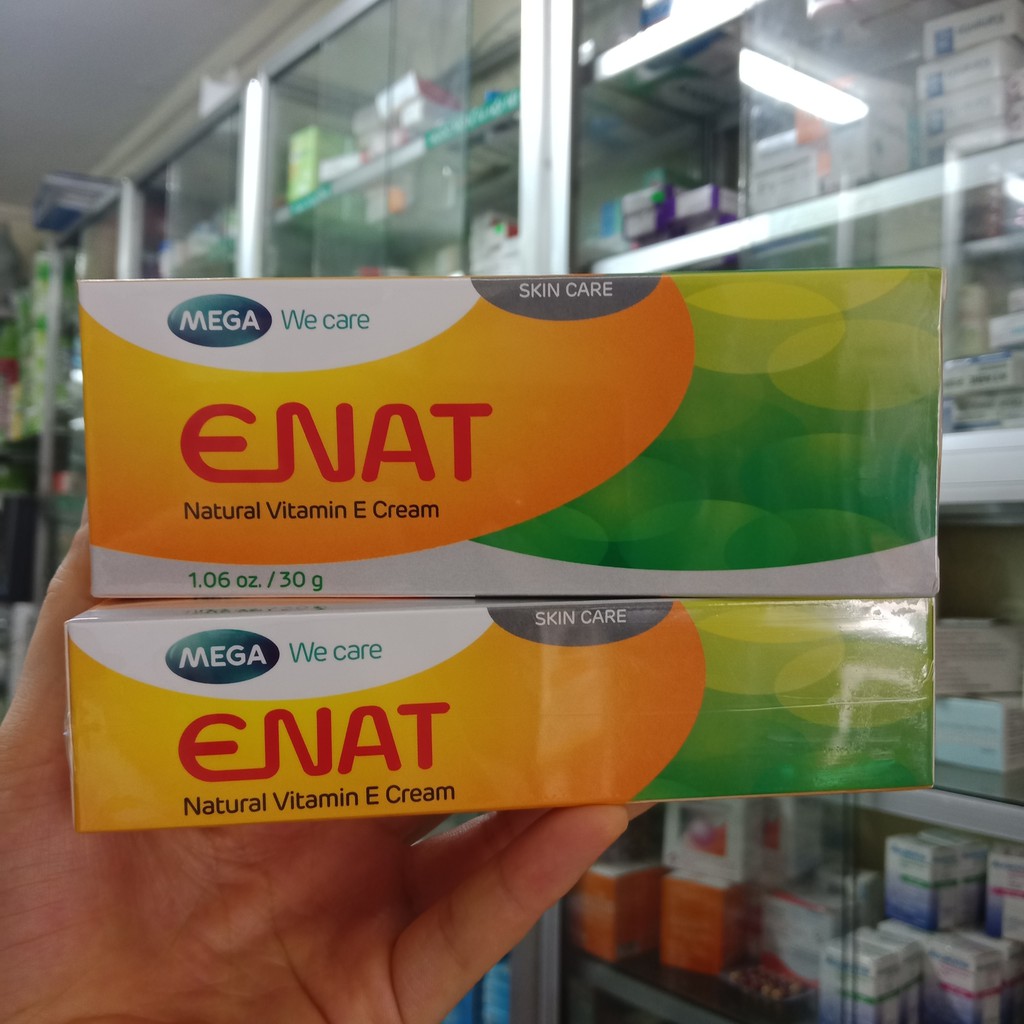 SKIN CARE
MEGA We care
ENAT
Natural Vitamin E Cream
1.06 oz. / 30 g
SKIN CARE
MEGA We care
ENAT
Natural Vitamin E Cream